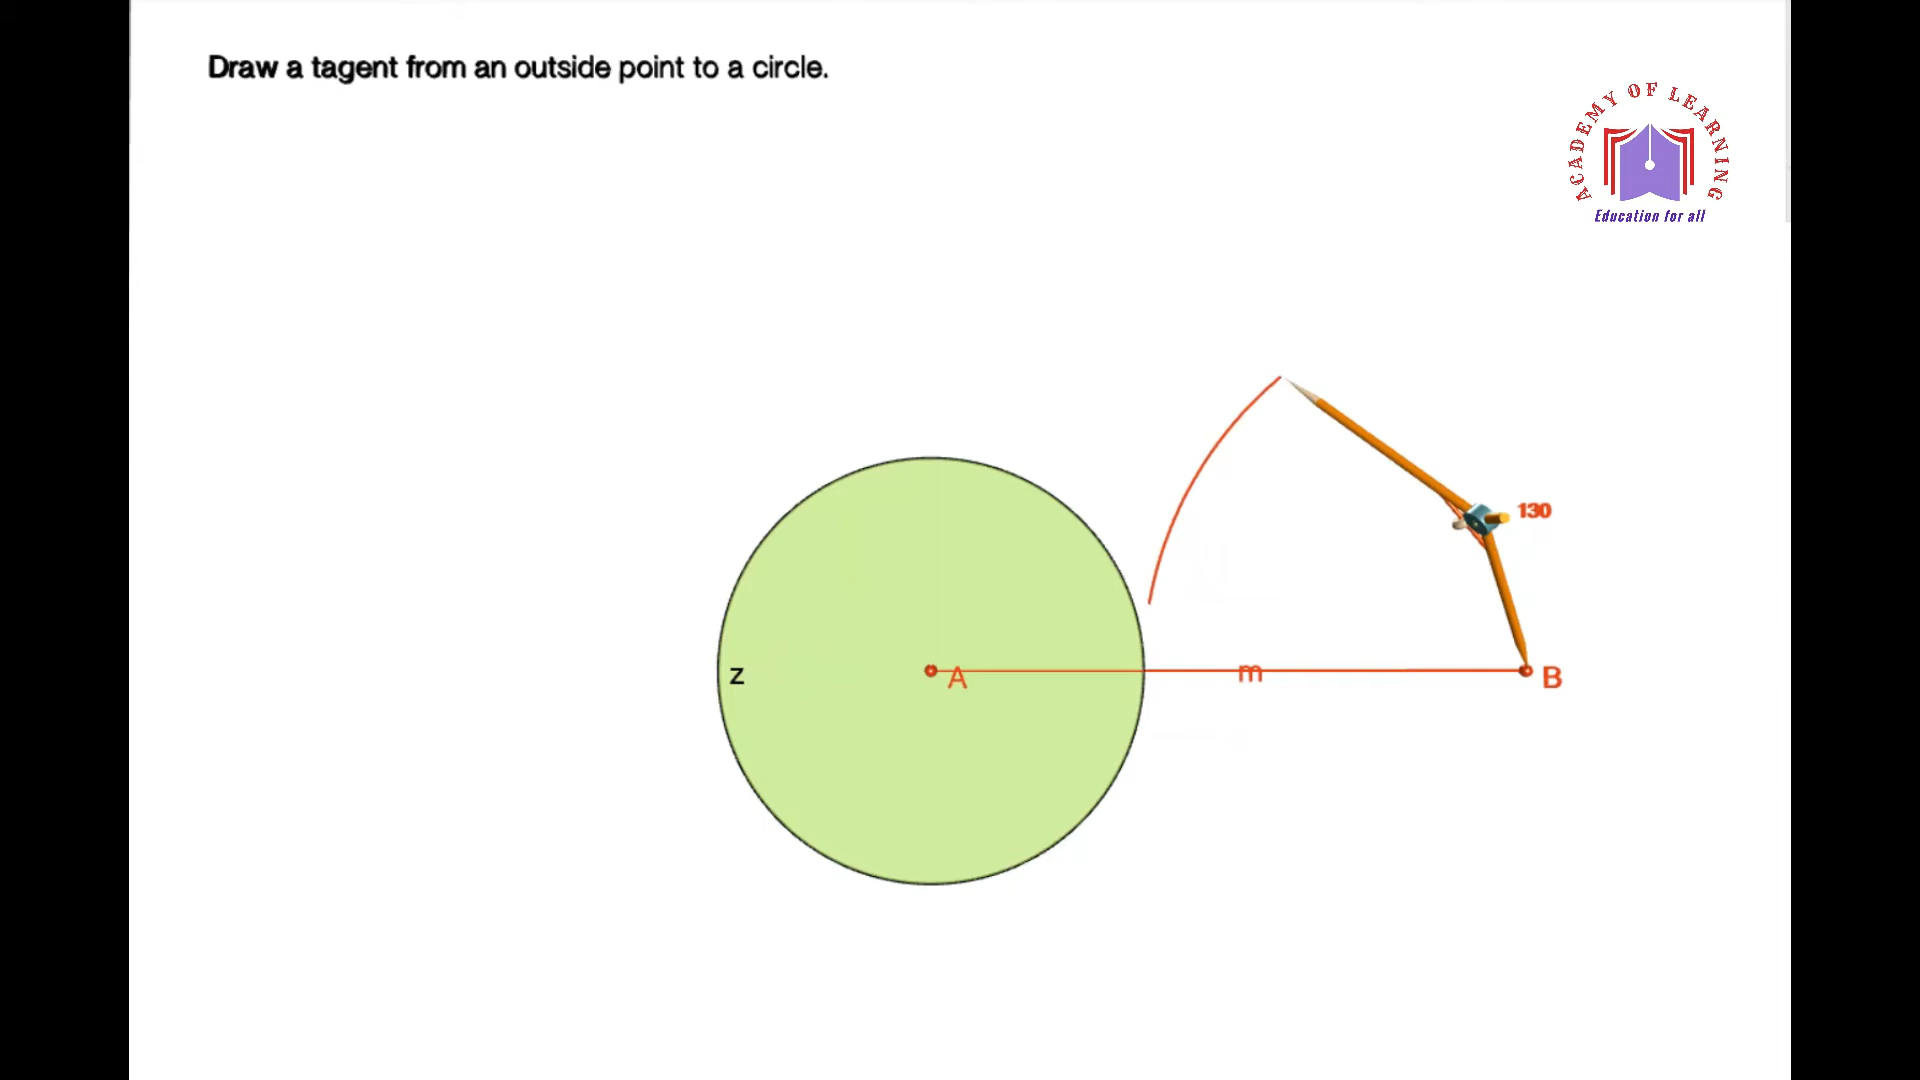 Draw a tagent from an outside point to a circle.
ACADEMY OF LEARNING
Education for all
130
z
A
m
B